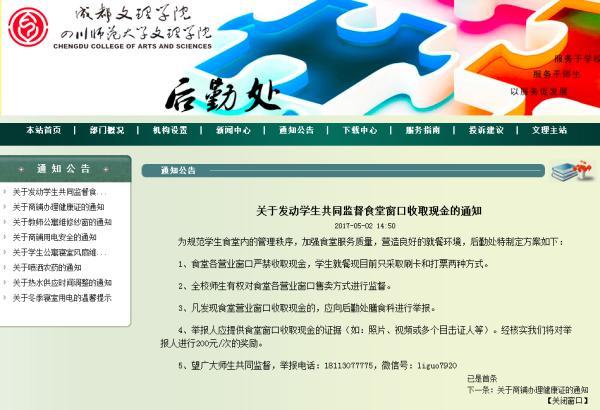 成都文理学院
四川师范大学文理学院
CHENGDU COLLEGE OF ARTS AND SCIENCES
后勤处
服务于学校
服务于师生
以服务促发展
本站首页 | 部门概况 | 机构设置 | 新闻中心 | 通知公告 | 下载中心 | 服务指南 | 投诉建议 | 文理主站
通知公告
关于发动学生共同监督食...
关于商铺办理健康证的通知
关于教师公寓维修纱窗的通知
关于商铺用电安全的通知
关于学生公寓寝室风扇维...
关于喷洒农药的通知
关于热水供应时间调整的通知
关于冬季寝室用电的温馨提示
通知公告
关于发动学生共同监督食堂窗口收取现金的通知
2017-05-02 14:50
为规范学生食堂内的管理秩序，加强食堂服务质量，营造良好的就餐环境，后勤处特制定方案如下：
1、食堂各营业窗口严禁收取现金，学生就餐现目前只采取刷卡和打票两种方式。
2、全校师生有权对食堂各营业窗口售卖方式进行监督。
3、凡发现食堂营业窗口收取现金的，应向后勤处膳食科进行举报。
4、举报人应提供食堂窗口收取现金的证据（如：照片、视频或多个目击证人等）。经核实我们将对举
报人进行200元/次的奖励。
5、望广大师生共同监督，举报电话：18113077775，微信号：liguo7920
已是首条
下一条：关于商铺办理健康证的通知
【关闭窗口】